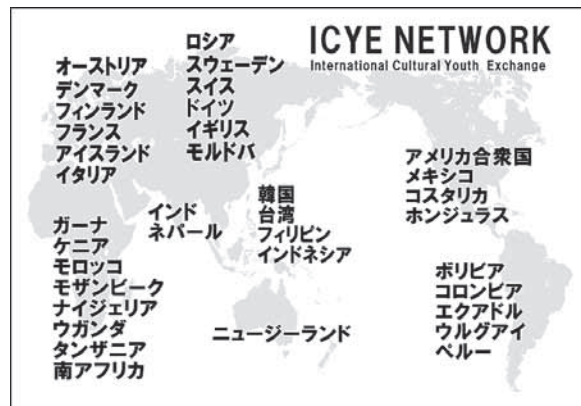 ICYE NETWORK
International Cultural Youth Exchange
オーストリア
デンマーク
フィンランド
フランス
アイスランド
イタリア
ロシア
スウェーデン
スイス
ドイツ
イギリス
モルドバ
アメリカ合衆国
メキシコ
コスタリカ
ホンジュラス
インド
ネパール
韓国
台湾
フィリピン
インドネシア
ガーナ
ケニア
モロッコ
モザンビーク
ナイジェリア
ウガンダ
タンザニア
南アフリカ
ニュージーランド
ボリビア
コロンビア
エクアドル
ウルグアイ
ペルー